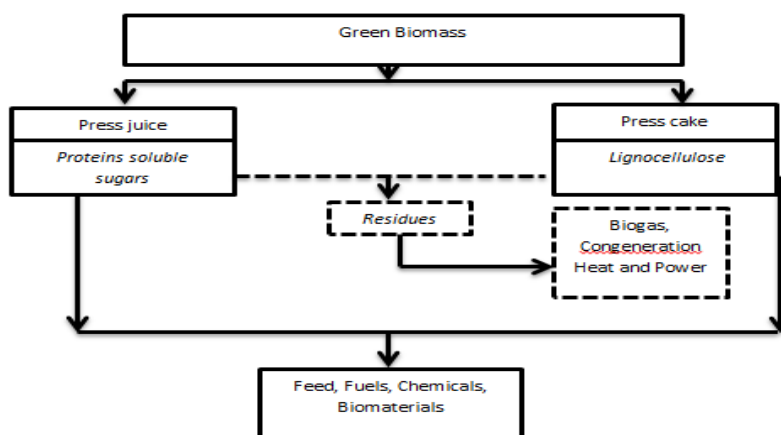 Green Biomass
Press juice
Proteins soluble
sugars
Press cake
Lignocellulose
Residues
Biogas,
Congeneration
Heat and Power
Feed, Fuels, Chemicals,
Biomaterials